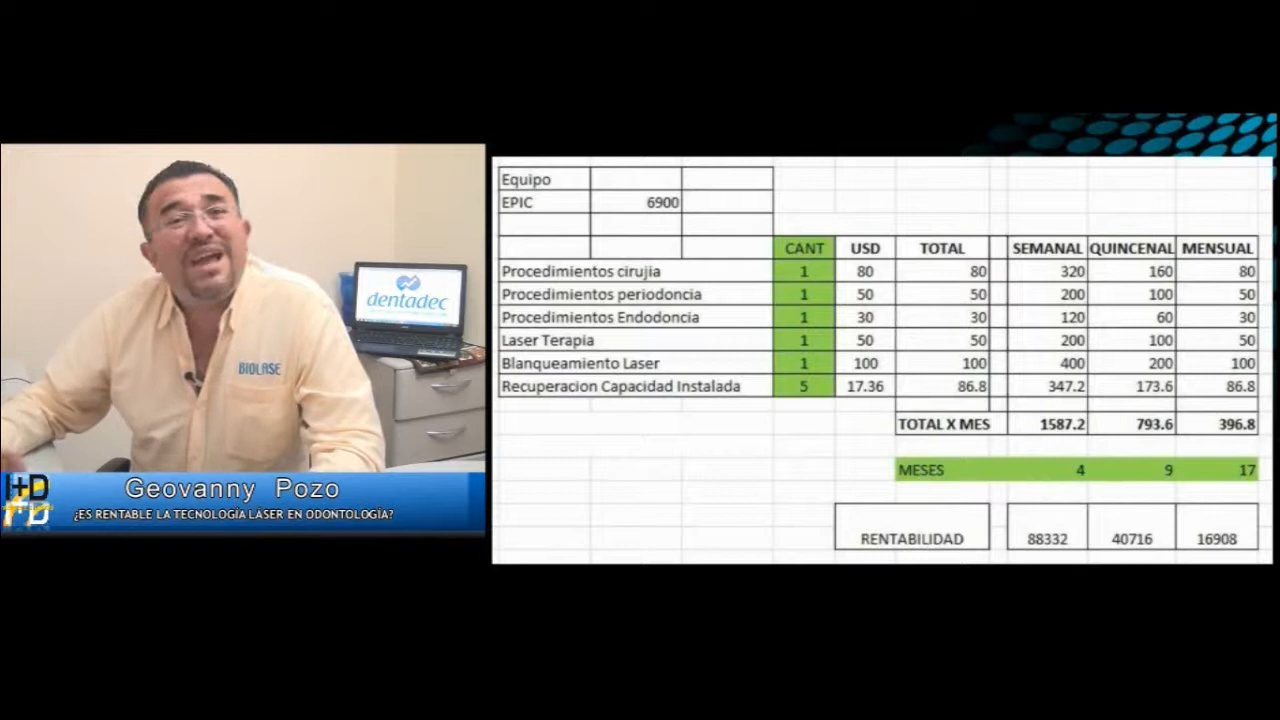 dentadec
BIOLASE
Geovanny Pozo
¿ES RENTABLE LA TECNOLOGÍA LÁSER EN ODONTOLOGÍA?
Equipo
EPIC 6900
CANT USD TOTAL SEMANAL QUINCENAL MENSUAL
Procedimientos cirujia 1 80 80 320 160 80
Procedimientos periodoncia 1 50 50 200 100 50
Procedimientos Endodoncia 1 30 30 120 60 30
Laser Terapia 1 50 50 200 100 50
Blanqueamiento Laser 1 100 100 400 200 100
Recuperacion Capacidad Instalada 5 17.36 86.8 347.2 173.6 86.8
TOTAL X MES 1587.2 793.6 396.8
MESES 4 9 17
RENTABILIDAD 88332 40716 16908